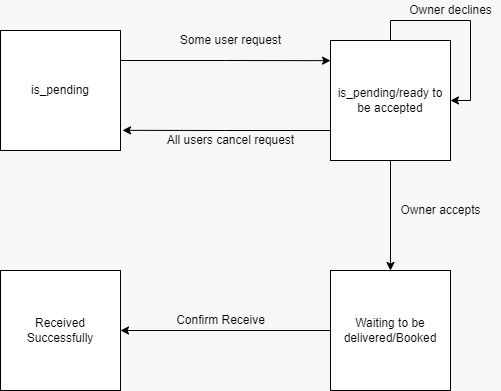 Owner declines
Some user request
is_pending
is_pending/ready to
be accepted
All users cancel request
Owner accepts
Received
Successfully
Confirm Receive
Waiting to be
delivered/Booked